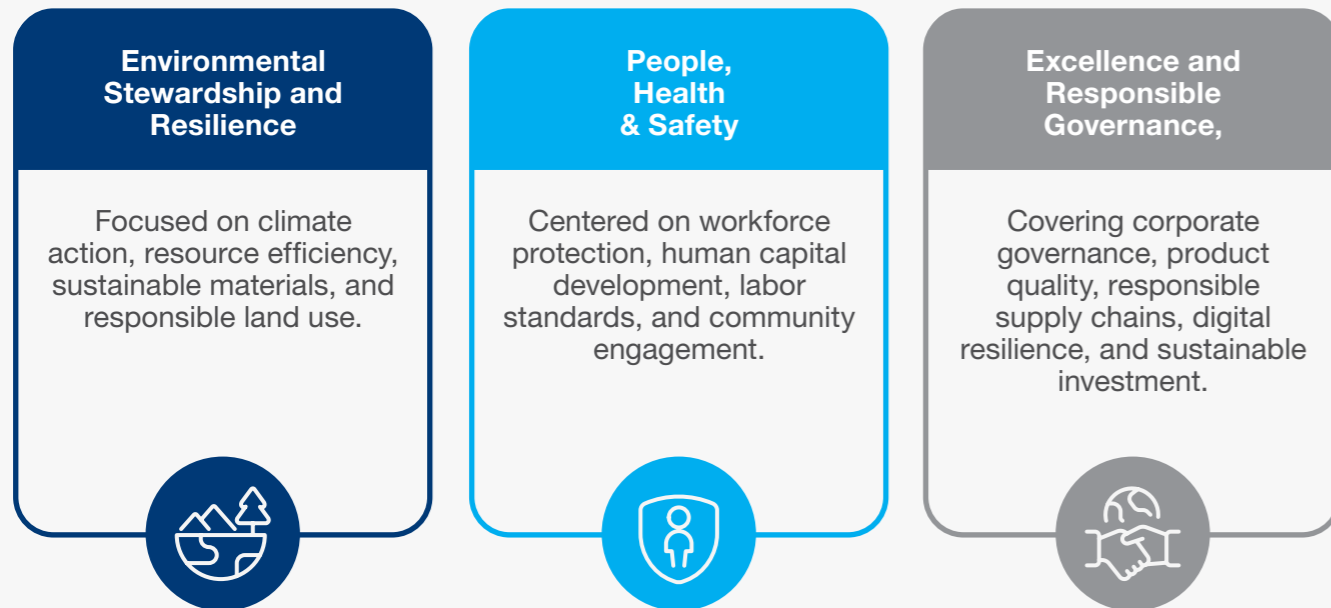 Environmental
Stewardship and
Resilience
Focused on climate
action, resource efficiency,
sustainable materials, and
responsible land use.
People,
Health
& Safety
Centered on workforce
protection, human capital
development, labor
standards, and community
engagement.
Excellence and
Responsible
Governance,
Covering corporate
governance, product
quality, responsible
supply chains, digital
resilience, and sustainable
investment.